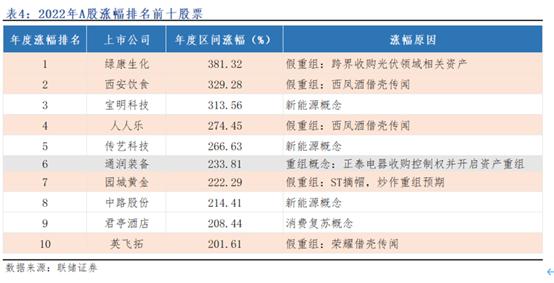 表4：2022年A股涨幅排名前十股票
年度涨幅排名 上市公司 年度区间涨幅（%） 涨幅原因
1 绿康生化 381.32 假重组：跨界收购光伏领域相关资产
2 西安饮食 329.28 假重组：西凤酒借壳传闻
3 宝明科技 313.56 新能源概念
4 人人乐 274.45 假重组：西凤酒借壳传闻
5 传艺科技 266.63 新能源概念
6 通润装备 233.81 重组概念：正泰电器收购控制权并开启资产重组
7 园城黄金 222.29 假重组：ST摘帽，炒作重组预期
8 中路股份 214.41 新能源概念
9 君亭酒店 208.44 消费复苏概念
10 英飞拓 201.61 假重组：荣耀借壳传闻
数据来源：联储证券